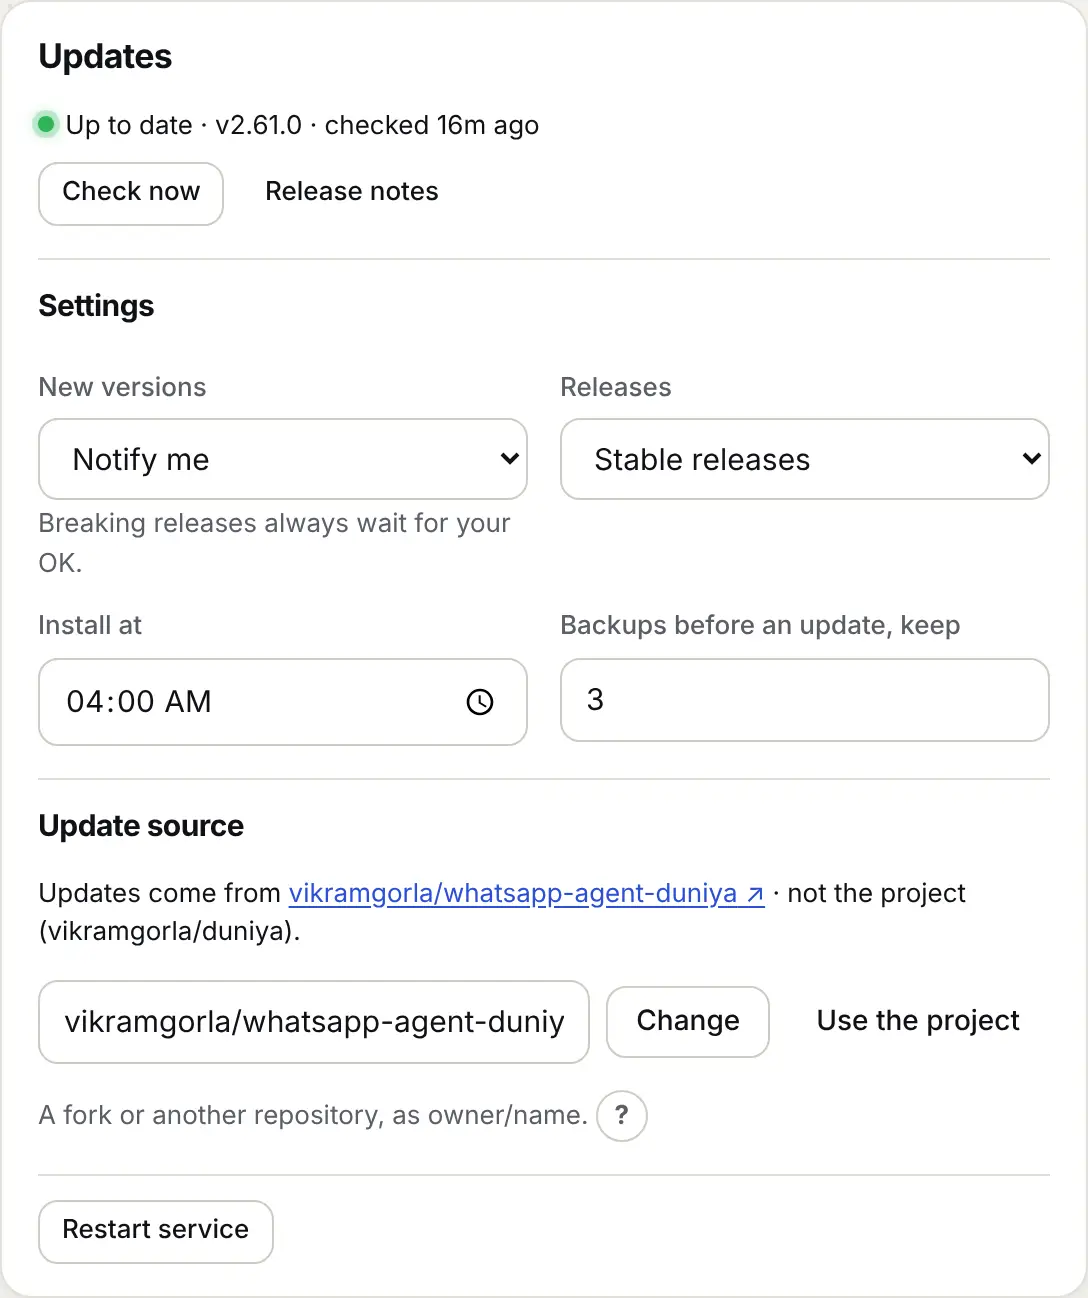 Updates
Up to date · v2.61.0 · checked 16m ago
Check now
Release notes
Settings
New versions
Releases
Notify me
Stable releases
Breaking releases always wait for your
OK.
Install at
Backups before an update, keep
04:00 AM
3
Update source
Updates come from vikramgorla/whatsapp-agent-duniya ↗ · not the project
(vikramgorla/duniya).
vikramgorla/whatsapp-agent-duniy
Change
Use the project
A fork or another repository, as owner/name. ?
Restart service